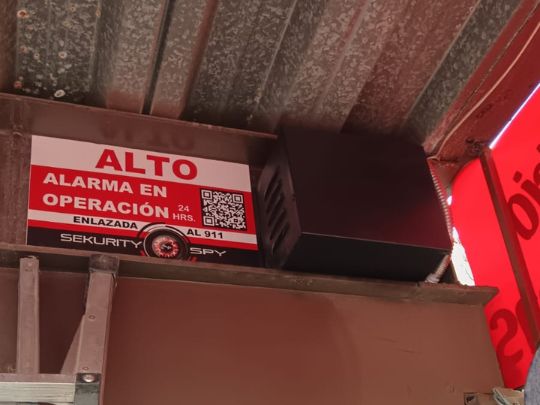 ALTO
ALARMA EN
OPERACIÓN 24 HRS.
ENLAZADA AL 911
SEKURITY SPY